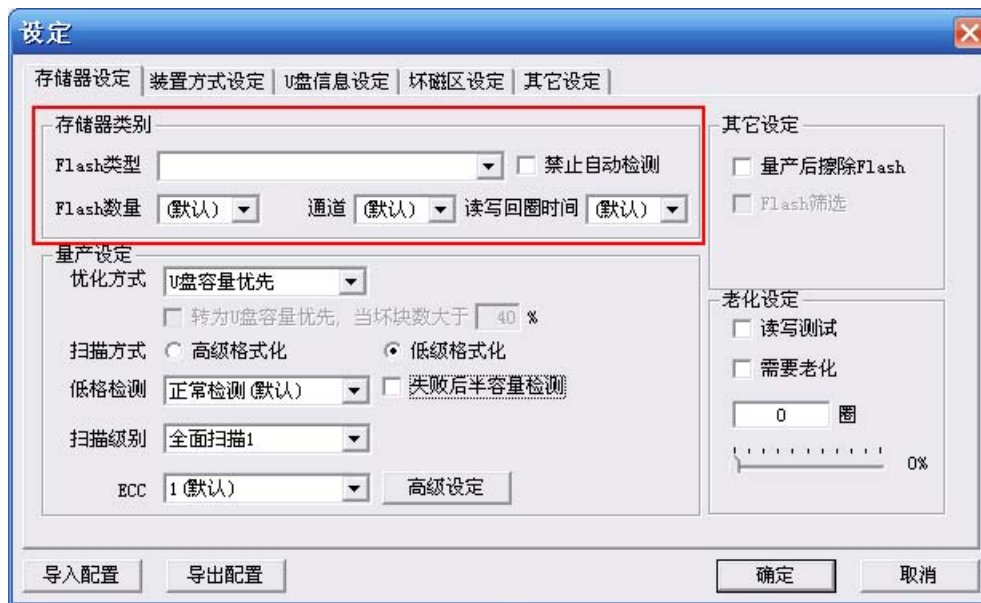 设定
存储器设定 装置方式设定 U盘信息设定 坏磁区设定 其它设定
存储器类别
Flash类型 禁止自动检测
Flash数量 (默认) 通道 (默认) 读写回圈时间 (默认)
量产设定
优化方式 U盘容量优先
转为U盘容量优先, 当坏块数大于 40 %
扫描方式 高级格式化 低级格式化
低格检测 正常检测(默认) 失败后半容量检测
扫描级别 全面扫描1
ECC 1(默认) 高级设定
其它设定
量产后擦除Flash
Flash筛选
老化设定
读写测试
需要老化
0 圈
0%
导入配置 导出配置 确定 取消